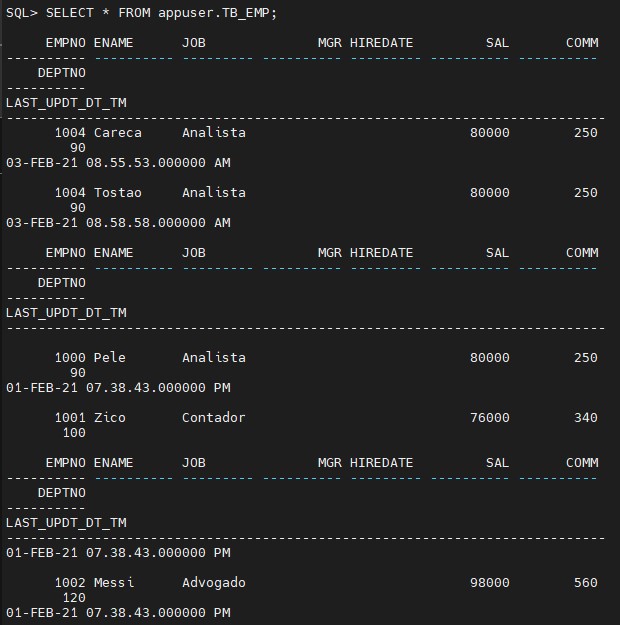 SQL> SELECT * FROM appuser.TB_EMP;
     EMPNO ENAME      JOB              MGR HIREDATE         SAL       COMM
---------- ---------- --------- ---------- --------- ---------- ----------
    DEPTNO
----------
LAST_UPDT_DT_TM
---------------------------------------------------------------------------
      1004 Careca     Analista                            80000        250
        90
03-FEB-21 08.55.53.000000 AM
      1004 Tostao     Analista                            80000        250
        90
03-FEB-21 08.58.58.000000 AM
     EMPNO ENAME      JOB              MGR HIREDATE         SAL       COMM
---------- ---------- --------- ---------- --------- ---------- ----------
    DEPTNO
----------
LAST_UPDT_DT_TM
---------------------------------------------------------------------------
      1000 Pele       Analista                            80000        250
        90
01-FEB-21 07.38.43.000000 PM
      1001 Zico       Contador                            76000        340
       100
     EMPNO ENAME      JOB              MGR HIREDATE         SAL       COMM
---------- ---------- --------- ---------- --------- ---------- ----------
    DEPTNO
----------
LAST_UPDT_DT_TM
---------------------------------------------------------------------------
01-FEB-21 07.38.43.000000 PM
      1002 Messi      Advogado                            98000        560
       120
01-FEB-21 07.38.43.000000 PM